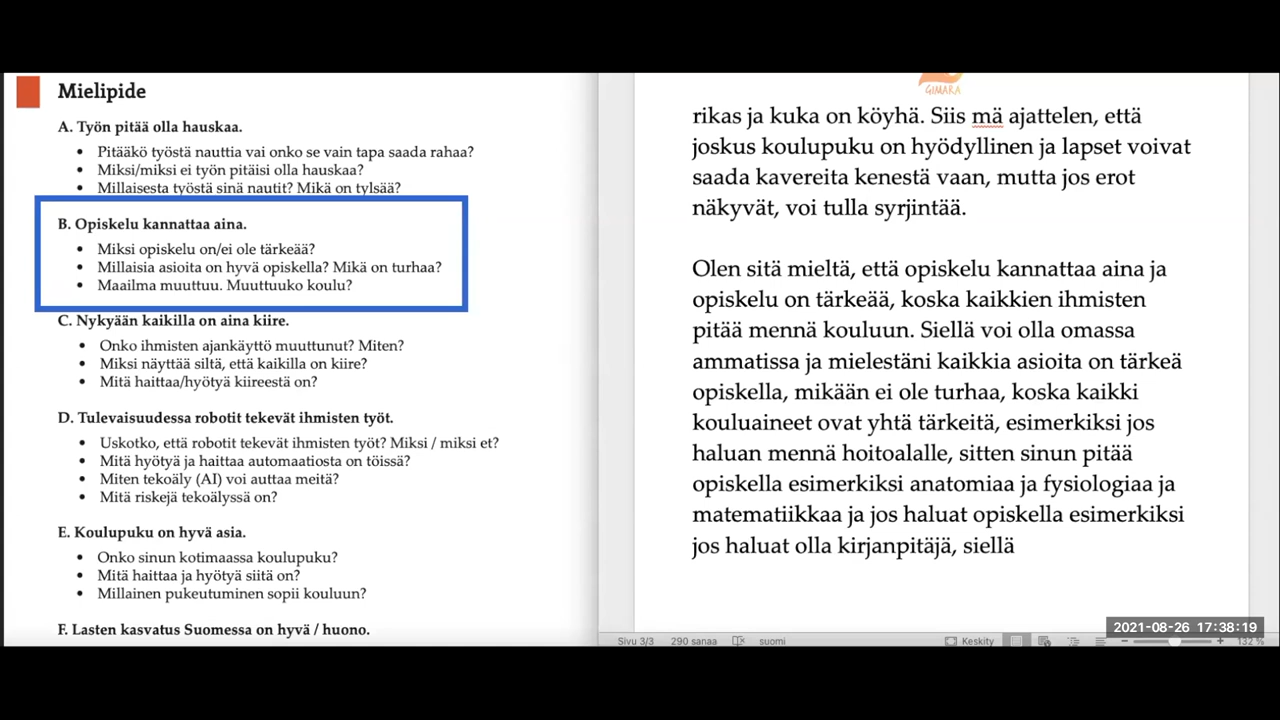 Mielipide
A. Työn pitää olla hauskaa.
• Pitääkö työstä nauttia vai onko se vain tapa saada rahaa?
• Miksi/miksi ei työn pitäisi olla hauskaa?
• Millaisesta työstä sinä nautit? Mikä on tylsää?
B. Opiskelu kannattaa aina.
• Miksi opiskelu on/ei ole tärkeää?
• Millaisia asioita on hyvä opiskella? Mikä on turhaa?
• Maailma muuttuu. Muuttuuko koulu?
C. Nykyään kaikilla on aina kiire.
• Onko ihmisten ajankäyttö muuttunut? Miten?
• Miksi näyttää siltä, että kaikilla on kiire?
• Mitä haittaa/hyötyä kiireestä on?
D. Tulevaisuudessa robotit tekevät ihmisten työt.
• Uskotko, että robotit tekevät ihmisten työt? Miksi / miksi et?
• Mitä hyötyä ja haittaa automaatiosta on töissä?
• Miten tekoäly (AI) voi auttaa meitä?
• Mitä riskejä tekoälyssä on?
E. Koulupuku on hyvä asia.
• Onko sinun kotimaassa koulupuku?
• Mitä haittaa ja hyötyä siitä on?
• Millainen pukeutuminen sopii kouluun?
F. Lasten kasvatus Suomessa on hyvä / huono.
GIMARA
rikas ja kuka on köyhä. Siis mä ajattelen, että
joskus koulupuku on hyödyllinen ja lapset voivat
saada kavereita kenestä vaan, mutta jos erot
näkyvät, voi tulla syrjintää.
Olen sitä mieltä, että opiskelu kannattaa aina ja
opiskelu on tärkeää, koska kaikkien ihmisten
pitää mennä kouluun. Siellä voi olla omassa
ammatissa ja mielestäni kaikkia asioita on tärkeä
opiskella, mikään ei ole turhaa, koska kaikki
kouluaineet ovat yhtä tärkeitä, esimerkiksi jos
haluan mennä hoitoalalle, sitten sinun pitää
opiskella esimerkiksi anatomiaa ja fysiologiaa ja
matematiikkaa ja jos haluat opiskella esimerkiksi
jos haluat olla kirjanpitäjä, siellä
2021-08-26 17:38:19
Sivu 3/3 290 sanaa suomi Keskity 132 %